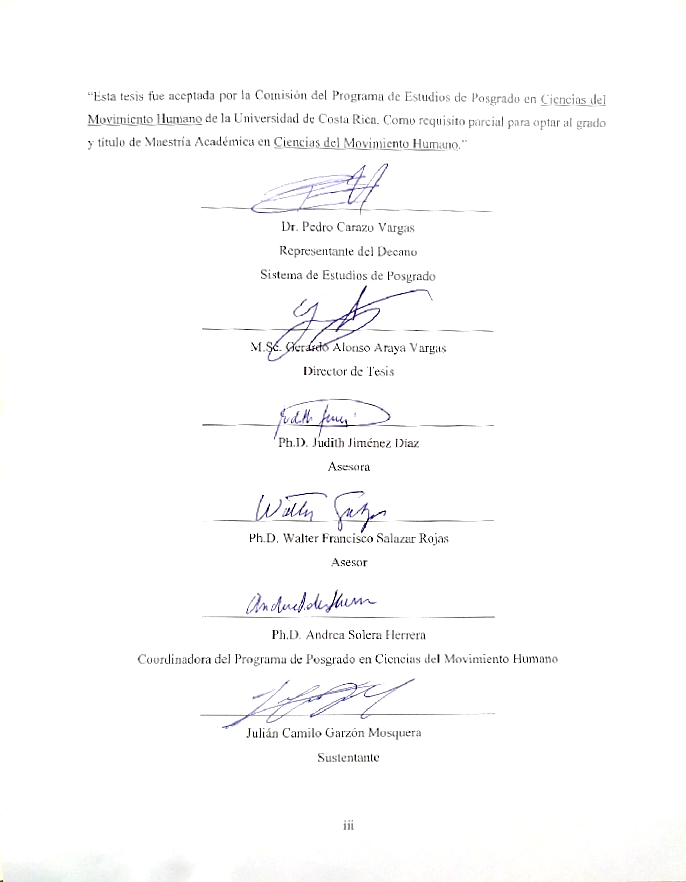 “Esta tesis fue aceptada por la Comisión del Programa de Estudios de Posgrado en Ciencias del
Movimiento Humano de la Universidad de Costa Rica. Como requisito parcial para optar al grado
y título de Maestría Académica en Ciencias del Movimiento Humano.”
Dr. Pedro Carazo Vargas
Representante del Decano
Sistema de Estudios de Posgrado
M.Sc. Gerardo Alonso Araya Vargas
Director de Tesis
Ph.D. Judith Jiménez Díaz
Asesora
Ph.D. Walter Francisco Salazar Rojas
Asesor
Ph.D. Andrea Solera Herrera
Coordinadora del Programa de Posgrado en Ciencias del Movimiento Humano
Julián Camilo Garzón Mosquera
Sustentante
iii